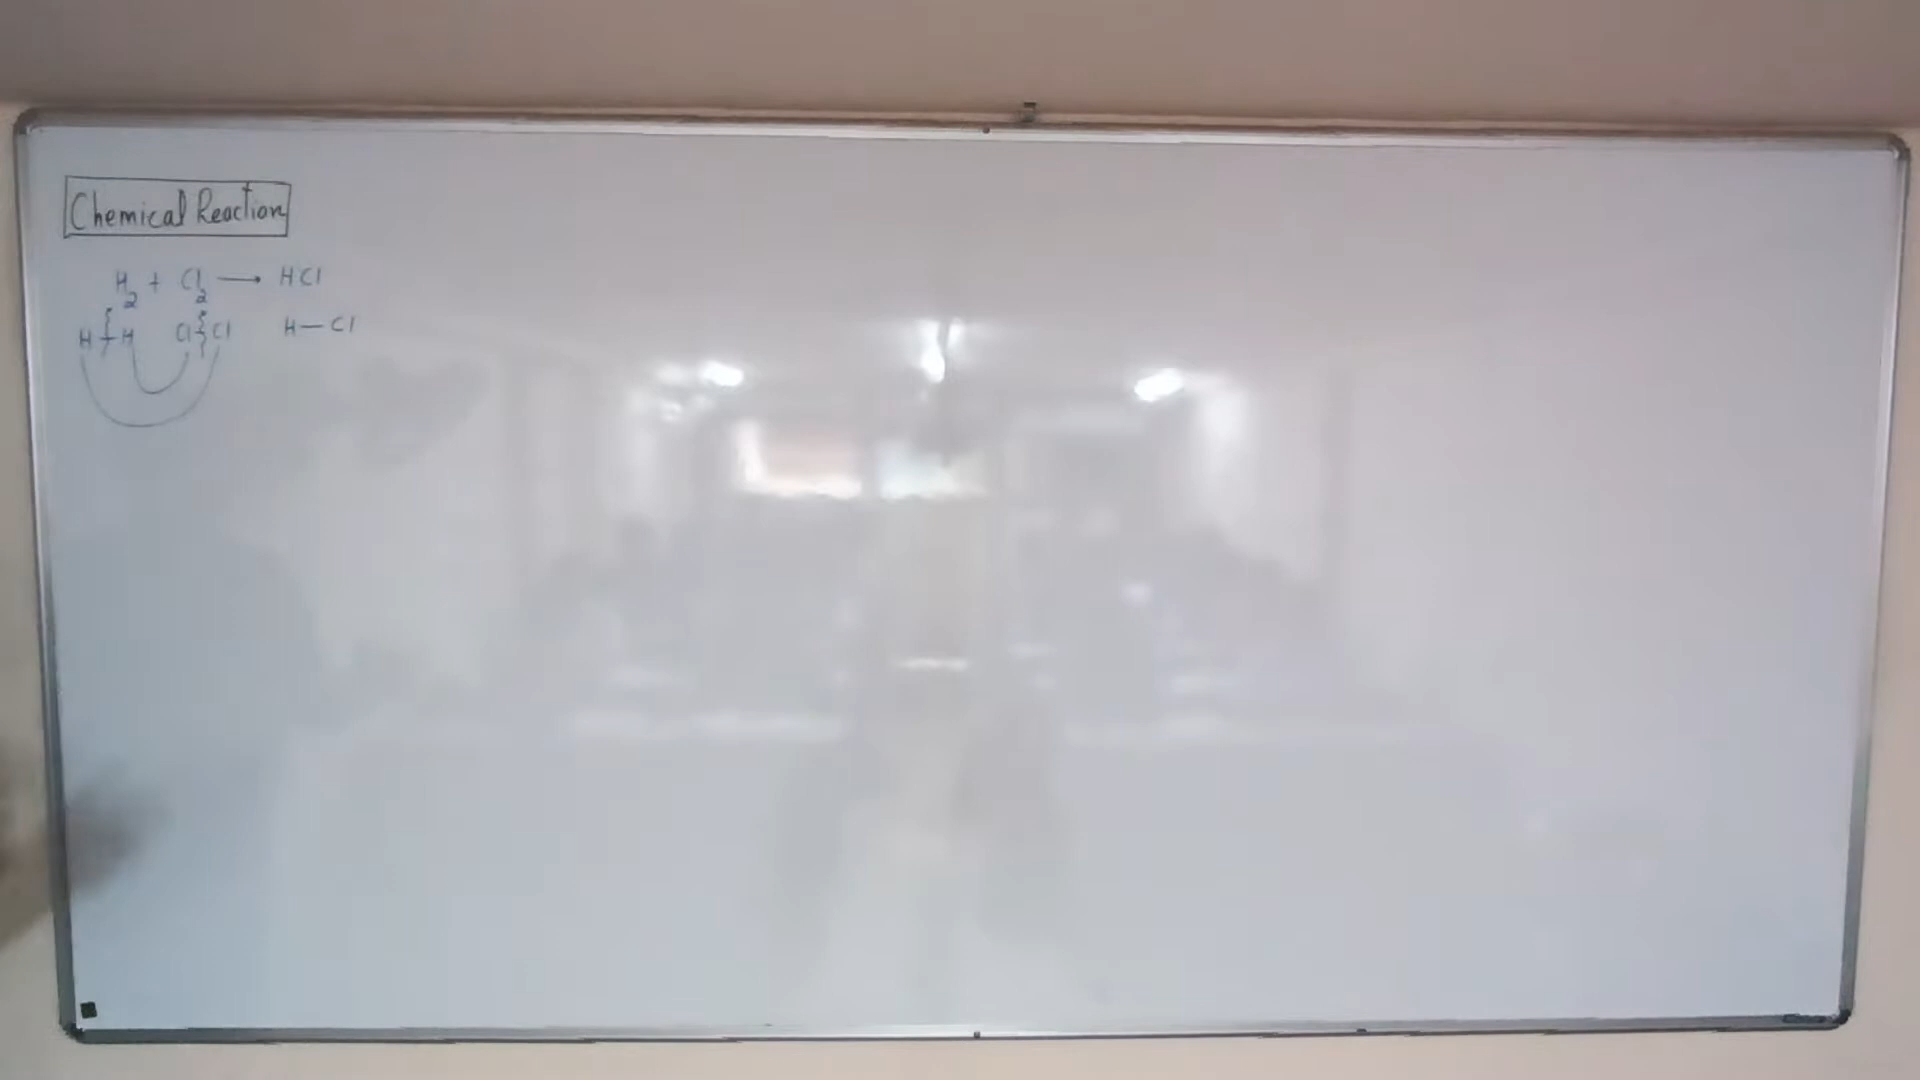 Chemical Reaction
H₂ + Cl₂ ⟶ HCl
H-H Cl Cl H-Cl